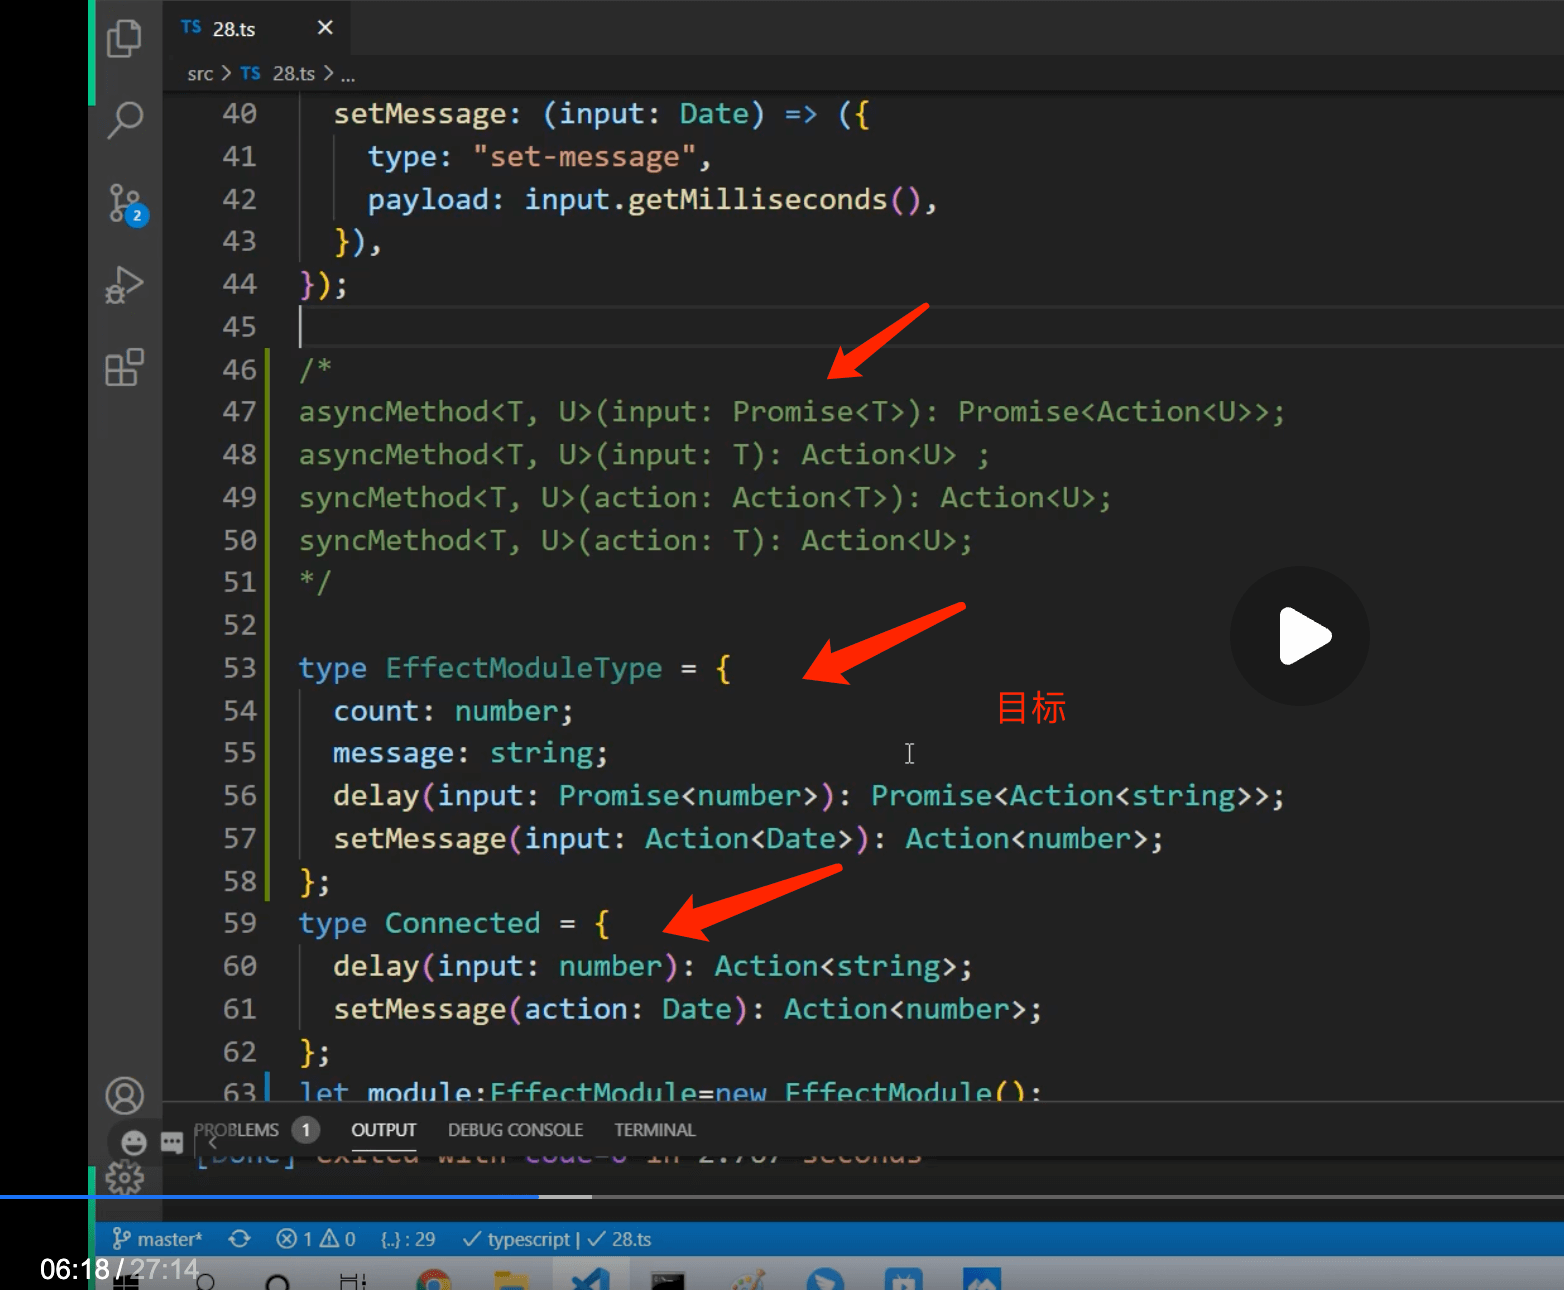 TS 28.ts ×
src > TS 28.ts > ...
40 setMessage: (input: Date) => ({
41 type: "set-message",
42 payload: input.getMilliseconds(),
43 }),
44 });
45
46 /*
47 asyncMethod<T, U>(input: Promise<T>): Promise<Action<U>>;
48 asyncMethod<T, U>(input: T): Action<U> ;
49 syncMethod<T, U>(action: Action<T>): Action<U>;
50 syncMethod<T, U>(action: T): Action<U>;
51 */
52
53 type EffectModuleType = {
54 count: number;
目标
55 message: string;
56 delay(input: Promise<number>): Promise<Action<string>>;
57 setMessage(input: Action<Date>): Action<number>;
58 };
59 type Connected = {
60 delay(input: number): Action<string>;
61 setMessage(action: Date): Action<number>;
62 };
63 let module:EffectModule=new EffectModule();
2
PROBLEMS 1 OUTPUT DEBUG CONSOLE TERMINAL
[Done] exited with code=0 in 2.767 seconds
master* 1 0 {..} : 29 typescript | 28.ts
06:18 / 27:14